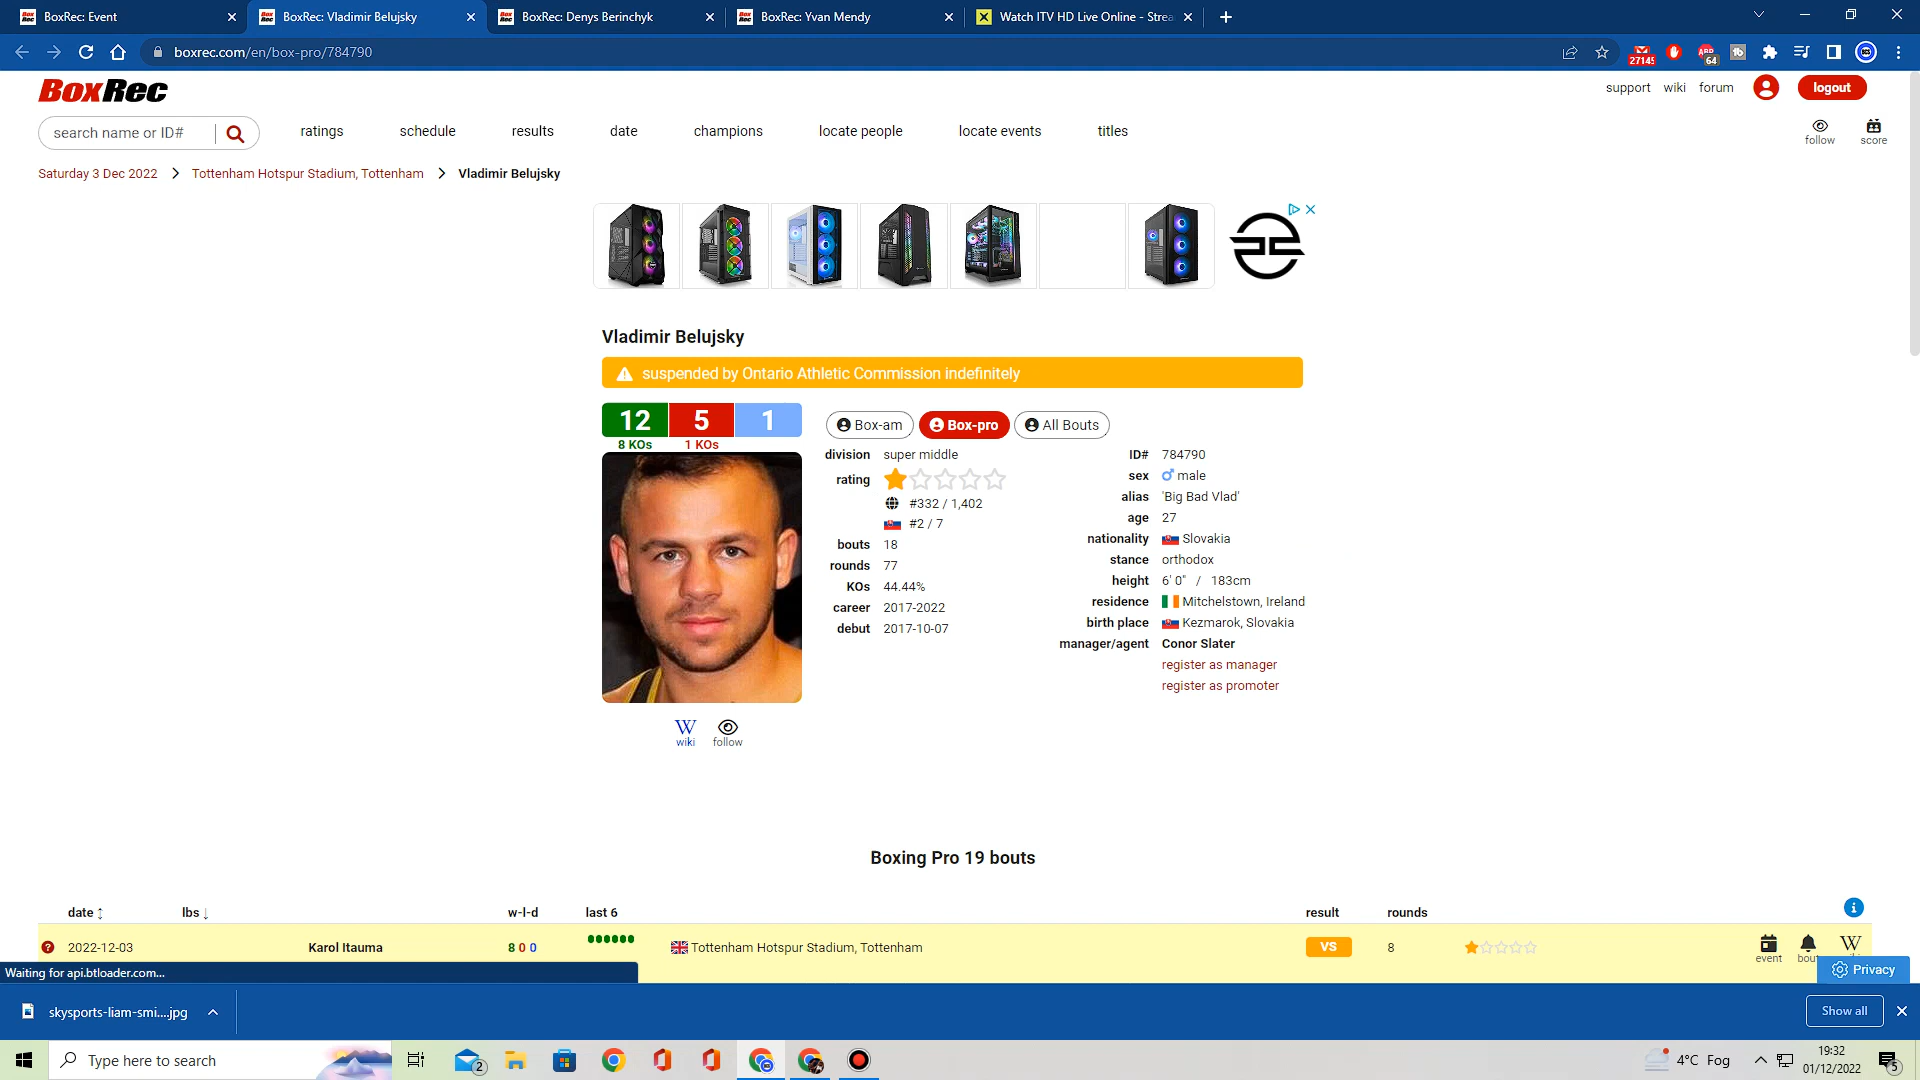 BoxRec: Event
BoxRec: Vladimir Belujsky
BoxRec: Denys Berinchyk
BoxRec: Yvan Mendy
Watch ITV HD Live Online - Strea
boxrec.com/en/box-pro/784790
27145
64
BoxRec
support wiki forum
logout
search name or ID#
ratings schedule results date champions locate people locate events titles
follow score
Saturday 3 Dec 2022 Tottenham Hotspur Stadium, Tottenham Vladimir Belujsky
Vladimir Belujsky
suspended by Ontario Athletic Commission indefinitely
12 5 1
8 KOs 1 KOs
Box-am Box-pro All Bouts
division super middle
rating
#332 / 1,402
#2 / 7
bouts 18
rounds 77
KOs 44.44%
career 2017-2022
debut 2017-10-07
ID# 784790
sex male
alias 'Big Bad Vlad'
age 27
nationality Slovakia
stance orthodox
height 6' 0" / 183cm
residence Mitchelstown, Ireland
birth place Kezmarok, Slovakia
manager/agent Conor Slater
register as manager
register as promoter
wiki follow
Boxing Pro 19 bouts
date lbs w-l-d last 6 result rounds
2022-12-03 Karol Itauma 8 0 0 Tottenham Hotspur Stadium, Tottenham VS 8
event
Waiting for api.btloader.com...
Privacy
skysports-liam-smi....jpg
Show all
Type here to search
2
4°C Fog
19:32
01/12/2022
5